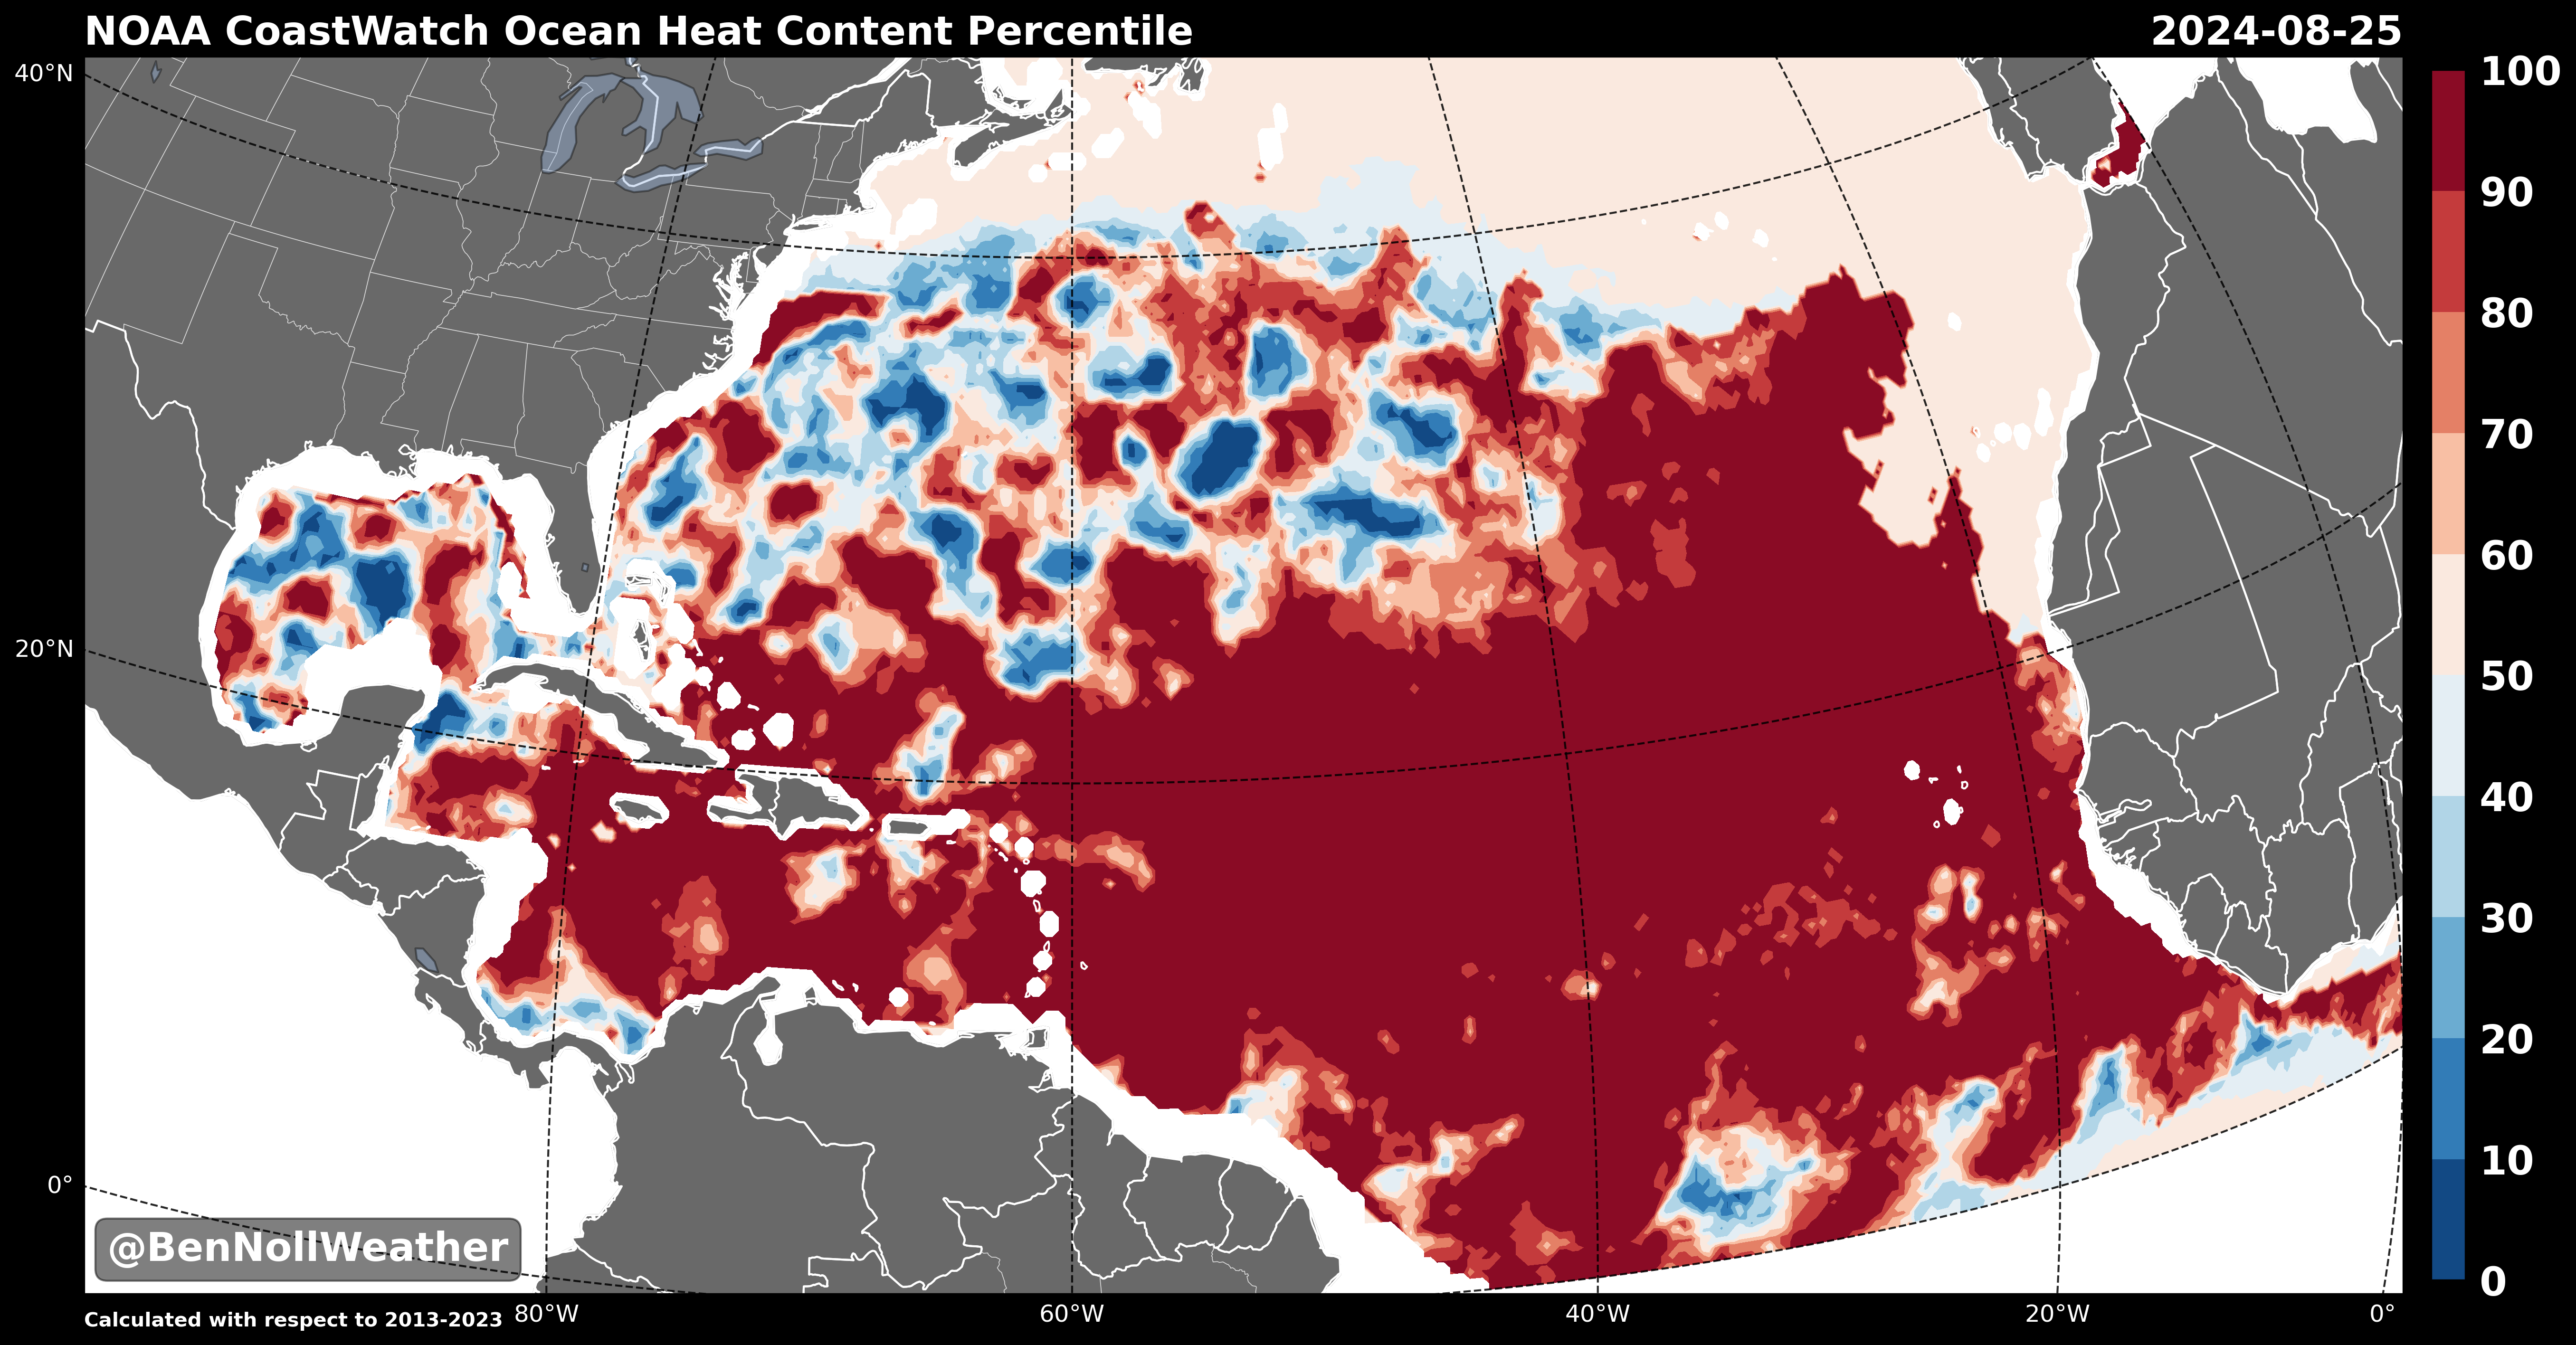 NOAA CoastWatch Ocean Heat Content Percentile
2024-08-25
40°N
20°N
0°
100
90
80
70
60
50
40
30
20
10
0
@BenNollWeather
Calculated with respect to 2013-2023
80°W
60°W
40°W
20°W
0°